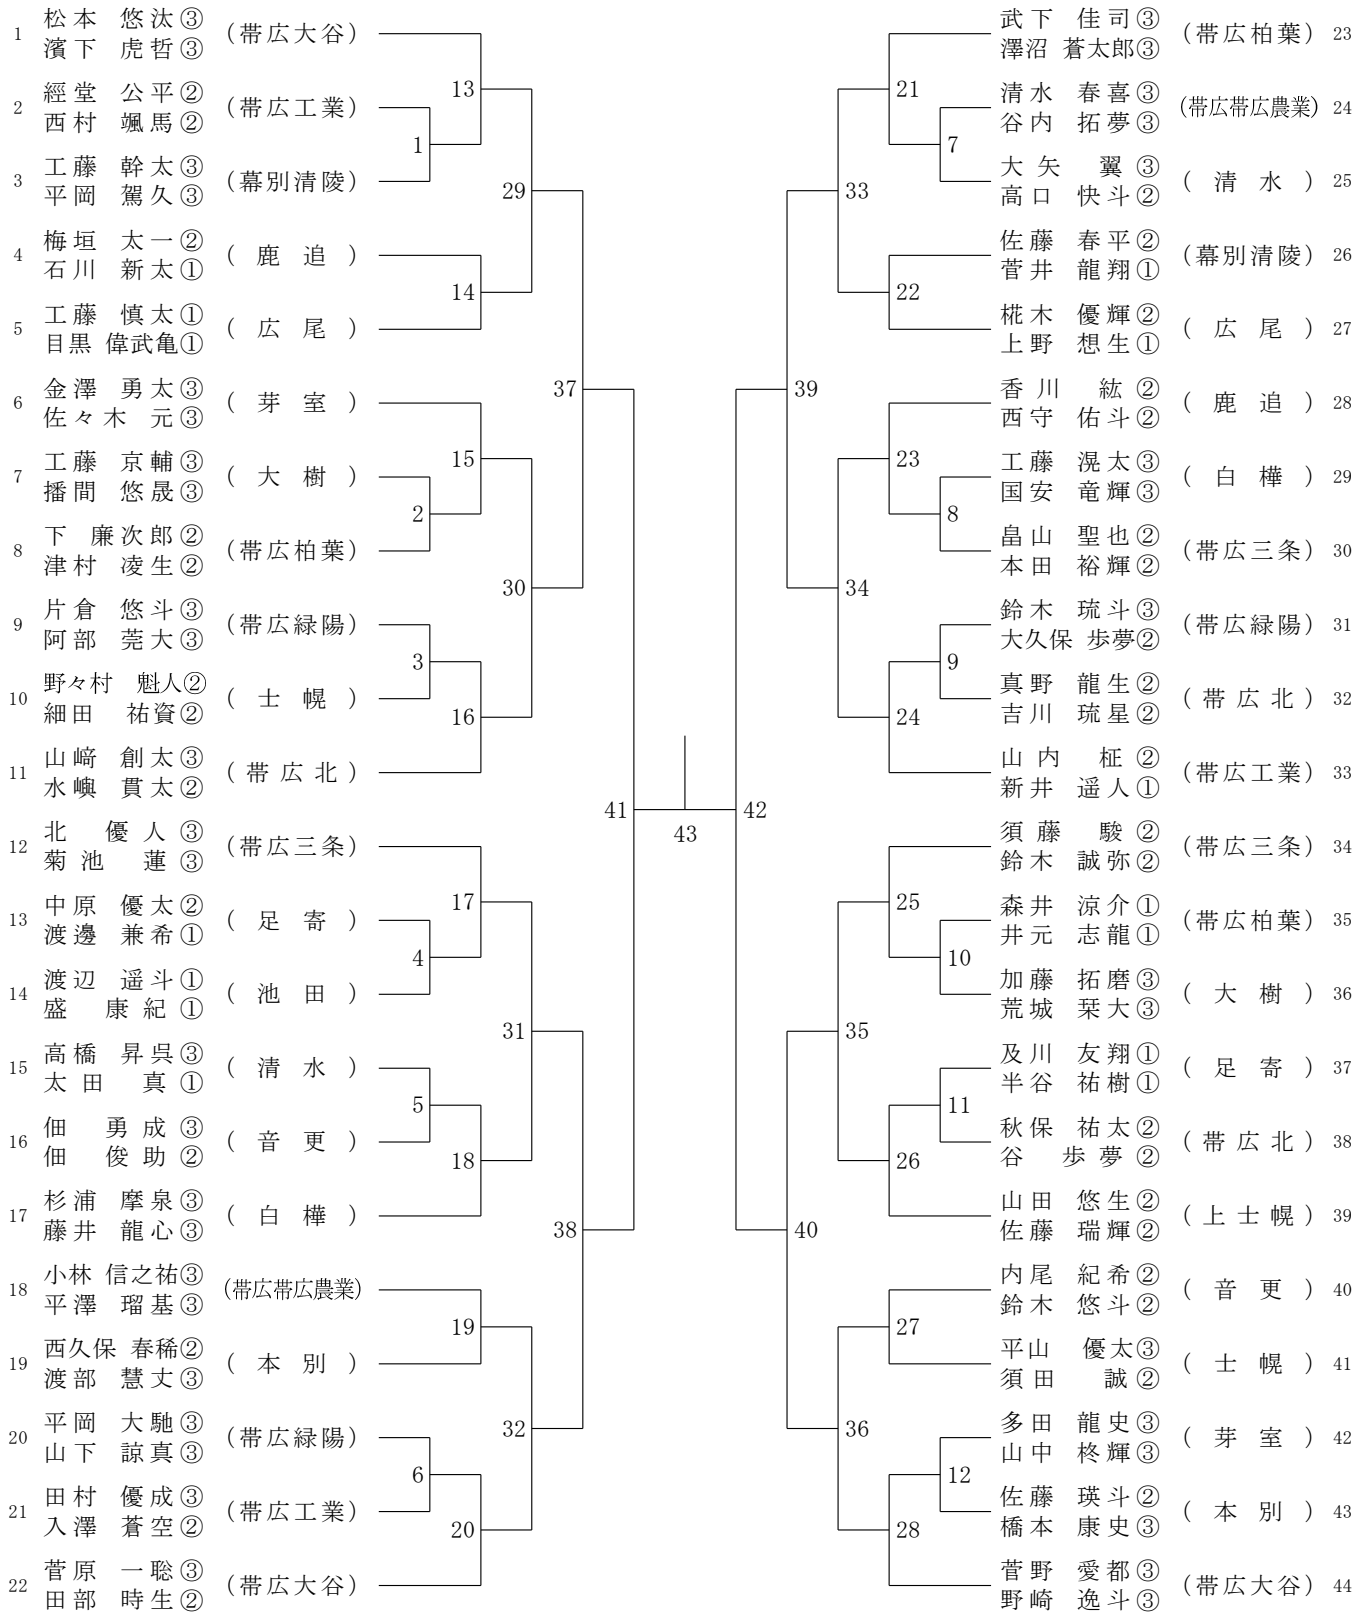 1 松本 悠汰③ (帯広大谷)
濱下 虎哲③
2 經堂 公平② (帯広工業)
西村 颯馬②
3 工藤 幹太③ (幕別清陵)
平岡 駕久③
4 梅垣 太一② (鹿追)
石川 新太①
5 工藤 慎太① (広尾)
目黒 偉武亀①
6 金澤 勇太③ (芽室)
佐々木 元③
7 工藤 京輔③ (大樹)
播間 悠晟③
8 下 廉次郎② (帯広柏葉)
津村 凌生②
9 片倉 悠斗③ (帯広緑陽)
阿部 莞大③
10 野々村 魁人② (士幌)
細田 祐資②
11 山﨑 創太③ (帯広北)
水嶼 貫太②
12 北 優人③ (帯広三条)
菊池 蓮③
13 中原 優太② (足寄)
渡邊 兼希①
14 渡辺 遥斗① (池田)
盛 康紀①
15 高橋 昇呉③ (清水)
太田 真①
16 佃 勇成③ (音更)
佃 俊助②
17 杉浦 摩泉③ (白樺)
藤井 龍心③
18 小林 信之祐③ (帯広帯広農業)
平澤 瑠基③
19 西久保 春稀② (本別)
渡部 慧丈③
20 平岡 大馳③ (帯広緑陽)
山下 諒真③
21 田村 優成③ (帯広工業)
入澤 蒼空②
22 菅原 一聡③ (帯広大谷)
田部 時生②
13
1
29
14
37
15
2
30
3
16
41
17
4
31
5
18
38
19
32
6
20
43
42
21
7
33
22
39
23
8
34
9
24
25
10
35
11
26
40
27
36
12
28
武下 佳司③ (帯広柏葉) 23
澤沼 蒼太郎③
清水 春喜③ (帯広帯広農業) 24
谷内 拓夢③
大矢 翼③ (清水) 25
高口 快斗②
佐藤 春平② (幕別清陵) 26
菅井 龍翔①
椛木 優輝② (広尾) 27
上野 想生①
香川 紘② (鹿追) 28
西守 佑斗②
工藤 滉太③ (白樺) 29
国安 竜輝③
畠山 聖也② (帯広三条) 30
本田 裕輝②
鈴木 琉斗③ (帯広緑陽) 31
大久保 歩夢②
真野 龍生② (帯広北) 32
吉川 琉星②
山内 柾② (帯広工業) 33
新井 遥人①
須藤 駿② (帯広三条) 34
鈴木 誠弥②
森井 涼介① (帯広柏葉) 35
井元 志龍①
加藤 拓磨③ (大樹) 36
荒城 栞大③
及川 友翔① (足寄) 37
半谷 祐樹①
秋保 祐太② (帯広北) 38
谷 歩夢②
山田 悠生② (上士幌) 39
佐藤 瑞輝②
内尾 紀希② (音更) 40
鈴木 悠斗②
平山 優太③ (士幌) 41
須田 誠②
多田 龍史③ (芽室) 42
山中 柊輝③
佐藤 瑛斗② (本別) 43
橋本 康史③
菅野 愛都③ (帯広大谷) 44
野崎 逸斗③